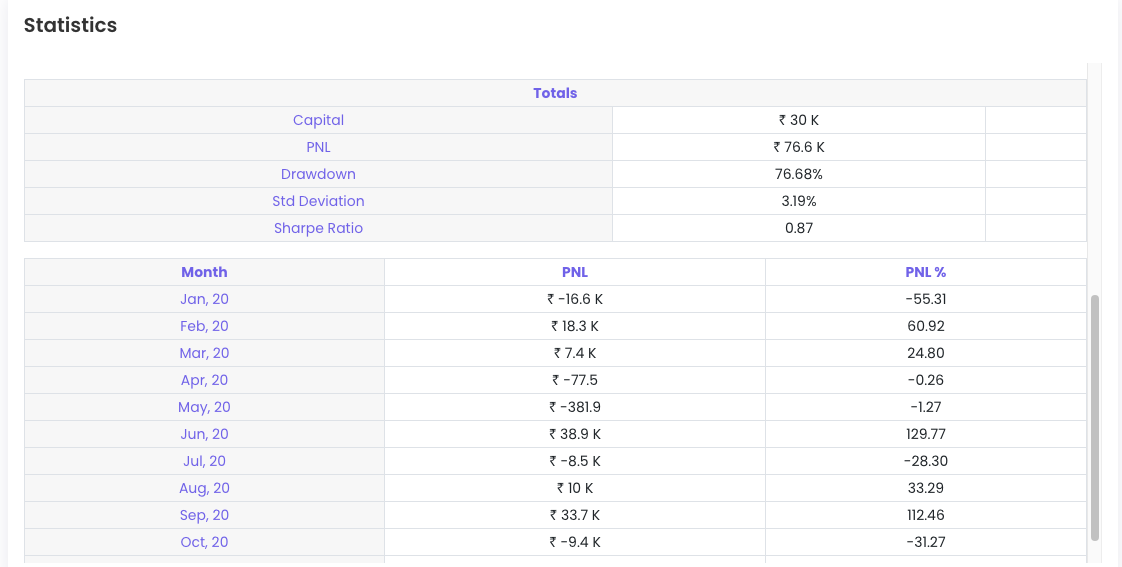 Statistics
Totals
Capital ₹ 30 K
PNL ₹ 76.6 K
Drawdown 76.68%
Std Deviation 3.19%
Sharpe Ratio 0.87
Month PNL PNL %
Jan, 20 ₹ -16.6 K -55.31
Feb, 20 ₹ 18.3 K 60.92
Mar, 20 ₹ 7.4 K 24.80
Apr, 20 ₹ -77.5 -0.26
May, 20 ₹ -381.9 -1.27
Jun, 20 ₹ 38.9 K 129.77
Jul, 20 ₹ -8.5 K -28.30
Aug, 20 ₹ 10 K 33.29
Sep, 20 ₹ 33.7 K 112.46
Oct, 20 ₹ -9.4 K -31.27